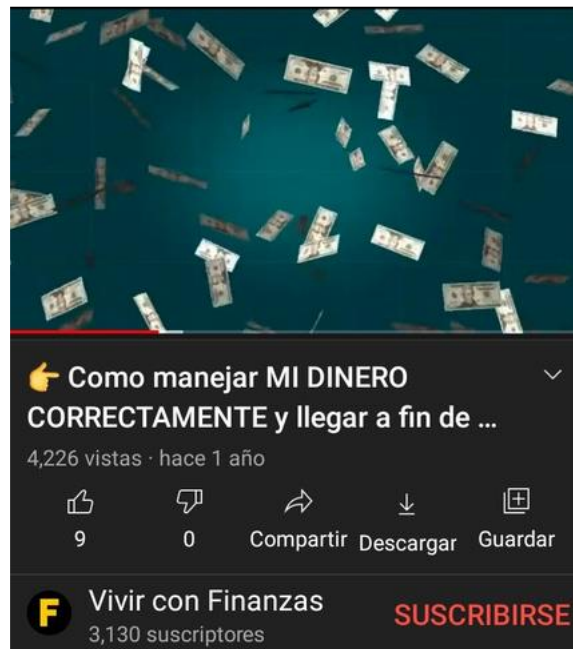 👉 Como manejar MI DINERO
CORRECTAMENTE y llegar a fin de ...
4,226 vistas · hace 1 año
9
0
Compartir
Descargar
Guardar
F
Vivir con Finanzas
SUSCRIBIRSE
3,130 suscriptores